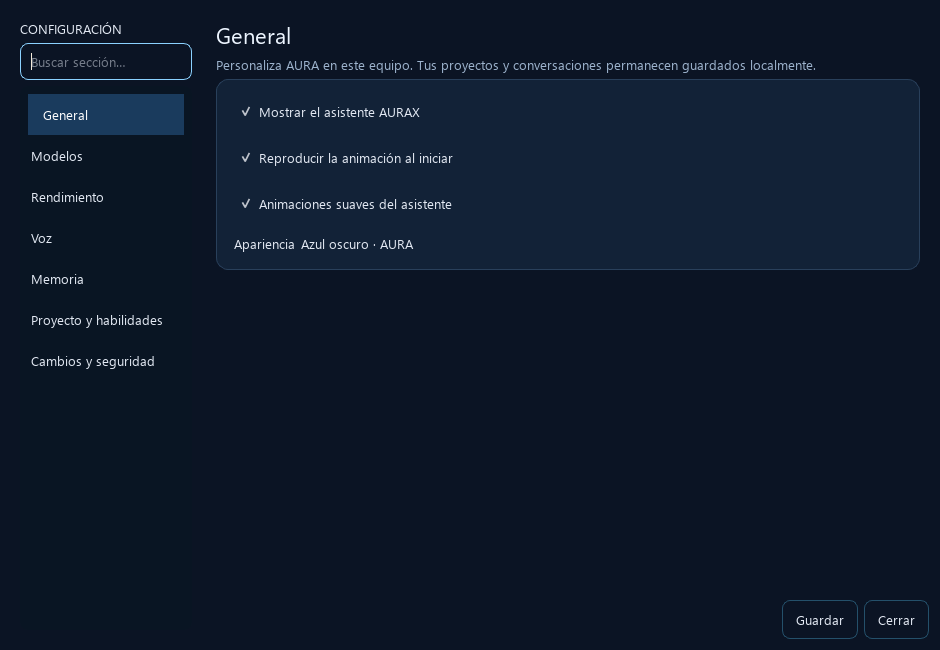 CONFIGURACIÓN
Buscar sección...
General
Modelos
Rendimiento
Voz
Memoria
Proyecto y habilidades
Cambios y seguridad
General
Personaliza AURA en este equipo. Tus proyectos y conversaciones permanecen guardados localmente.
✓ Mostrar el asistente AURAX
✓ Reproducir la animación al iniciar
✓ Animaciones suaves del asistente
Apariencia Azul oscuro · AURA
Guardar Cerrar